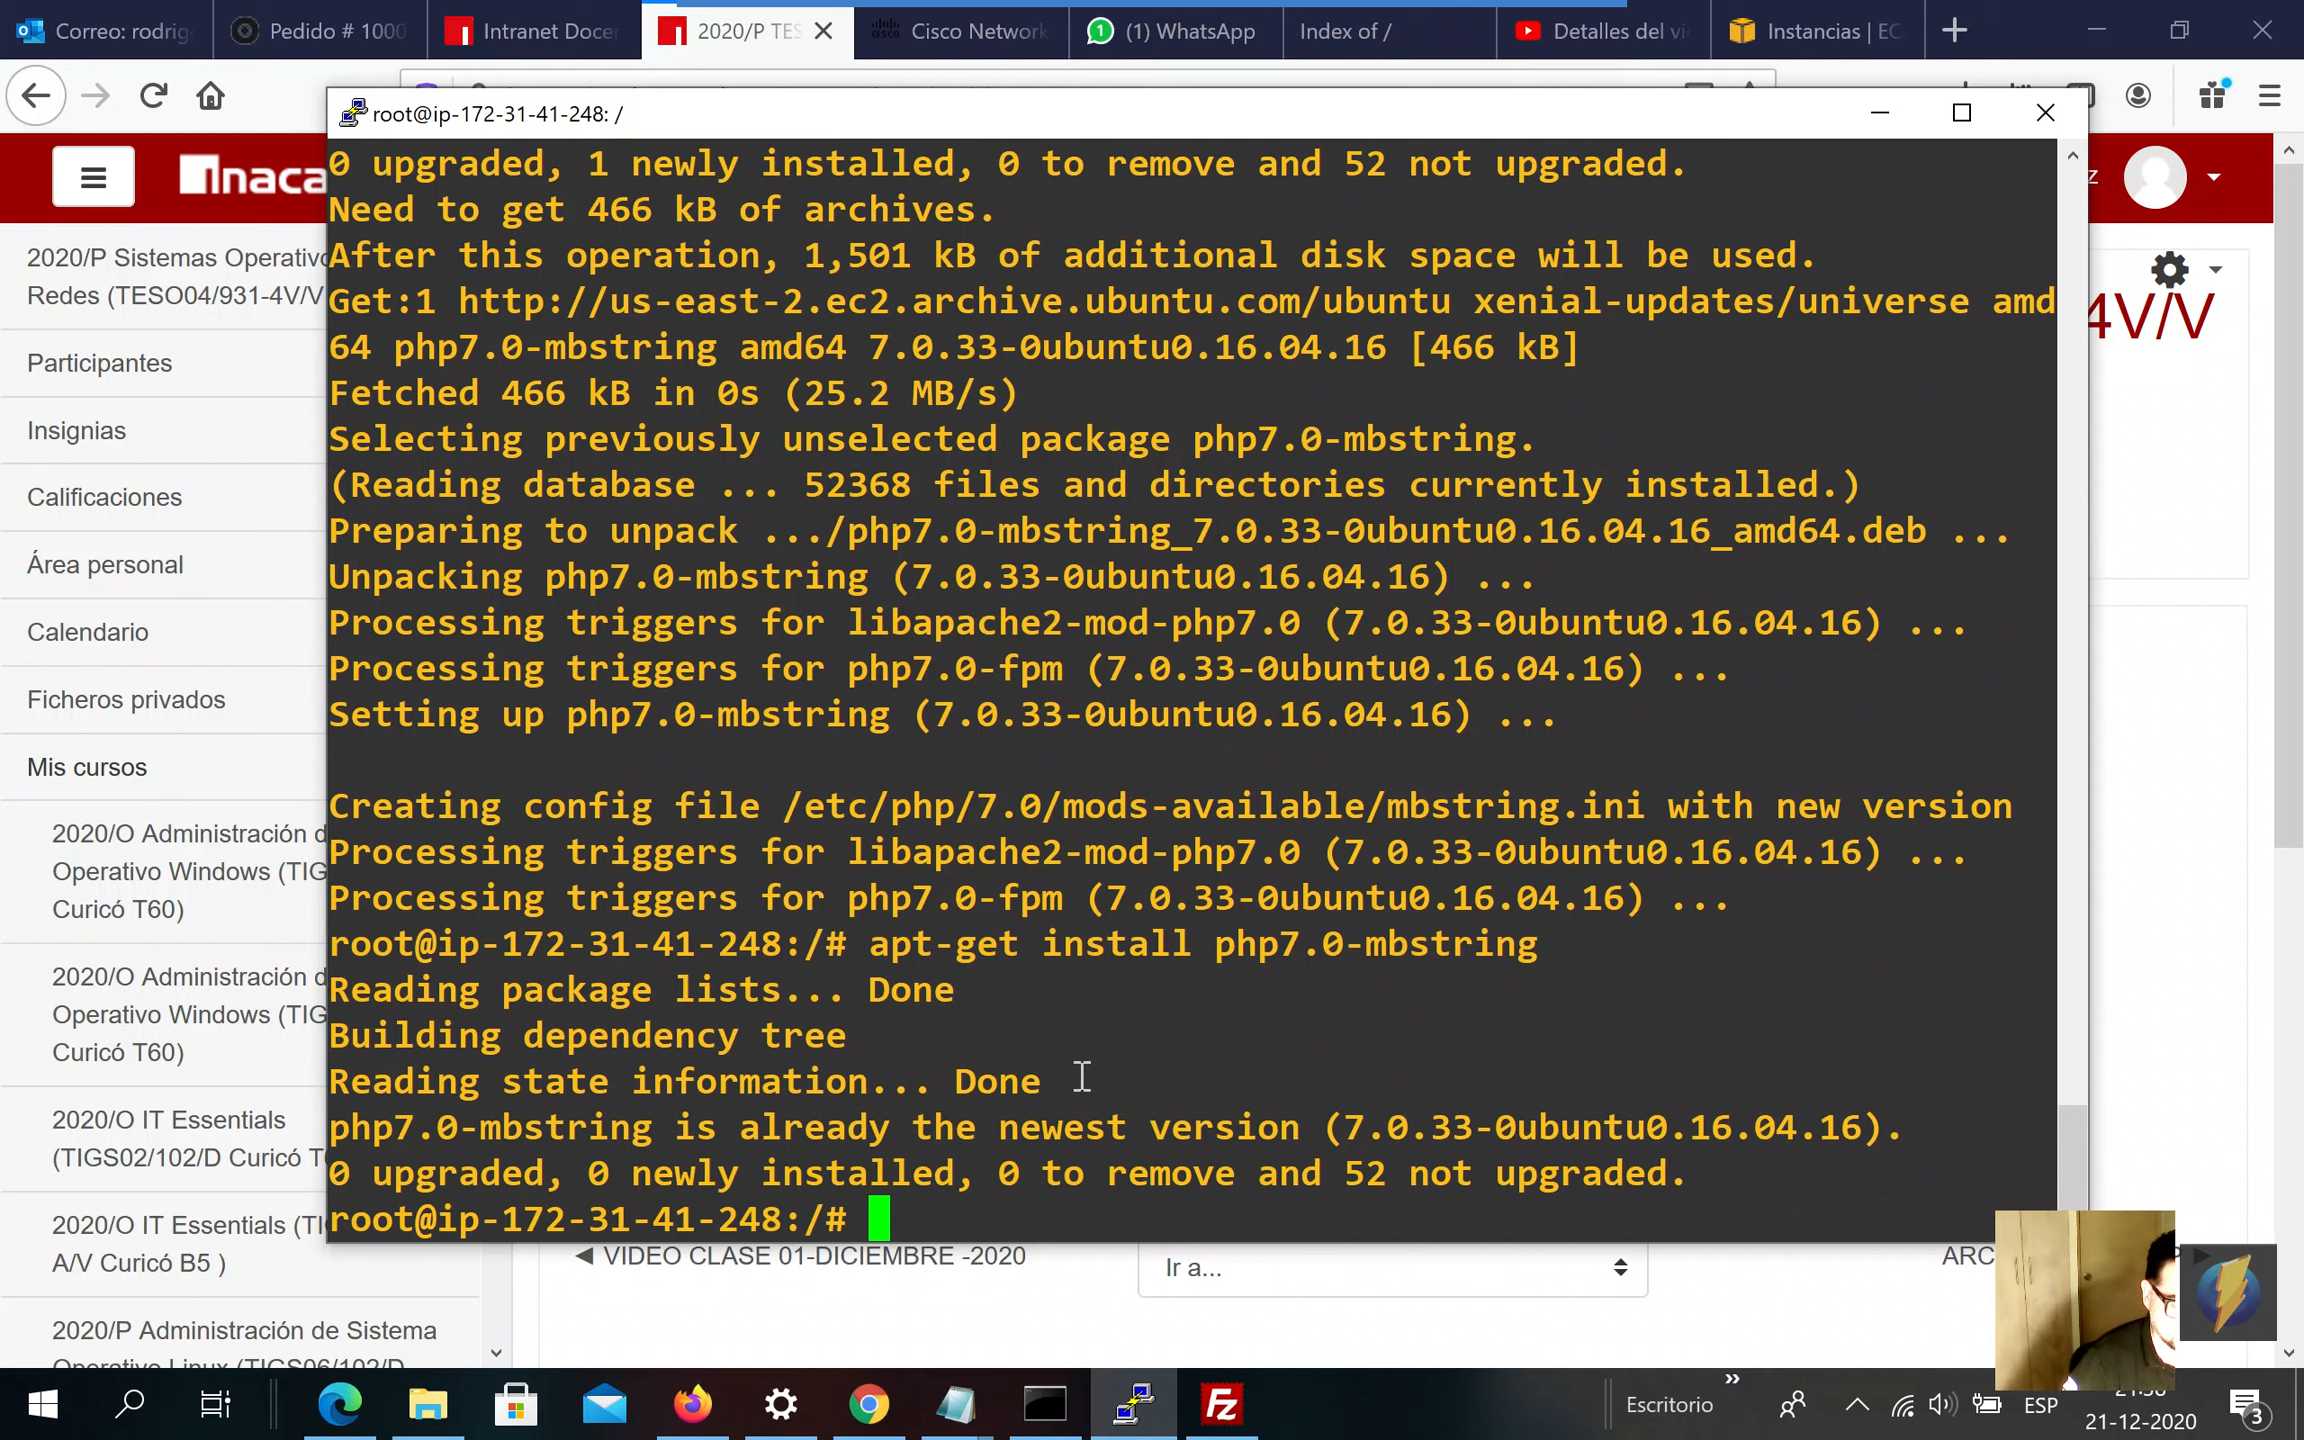 Correo: rodrig
Pedido # 1000
Intranet Docen
2020/P TES
Cisco Network
(1) WhatsApp
Index of /
Detalles del vi
Instancias | EC
root@ip-172-31-41-248: /
Inaca
z
4V/V
2020/P Sistemas Operativo
Redes (TESO04/931-4V/V
Participantes
Insignias
Calificaciones
Área personal
Calendario
Ficheros privados
Mis cursos
2020/O Administración d
Operativo Windows (TIG
Curicó T60)
2020/O Administración d
Operativo Windows (TIG
Curicó T60)
2020/O IT Essentials
(TIGS02/102/D Curicó T
2020/O IT Essentials (TI
A/V Curicó B5 )
2020/P Administración de Sistema
Operativo Linux (TIGS06/102/D
0 upgraded, 1 newly installed, 0 to remove and 52 not upgraded.
Need to get 466 kB of archives.
After this operation, 1,501 kB of additional disk space will be used.
Get:1 http://us-east-2.ec2.archive.ubuntu.com/ubuntu xenial-updates/universe amd
64 php7.0-mbstring amd64 7.0.33-0ubuntu0.16.04.16 [466 kB]
Fetched 466 kB in 0s (25.2 MB/s)
Selecting previously unselected package php7.0-mbstring.
(Reading database ... 52368 files and directories currently installed.)
Preparing to unpack .../php7.0-mbstring_7.0.33-0ubuntu0.16.04.16_amd64.deb ...
Unpacking php7.0-mbstring (7.0.33-0ubuntu0.16.04.16) ...
Processing triggers for libapache2-mod-php7.0 (7.0.33-0ubuntu0.16.04.16) ...
Processing triggers for php7.0-fpm (7.0.33-0ubuntu0.16.04.16) ...
Setting up php7.0-mbstring (7.0.33-0ubuntu0.16.04.16) ...
Creating config file /etc/php/7.0/mods-available/mbstring.ini with new version
Processing triggers for libapache2-mod-php7.0 (7.0.33-0ubuntu0.16.04.16) ...
Processing triggers for php7.0-fpm (7.0.33-0ubuntu0.16.04.16) ...
root@ip-172-31-41-248:/# apt-get install php7.0-mbstring
Reading package lists... Done
Building dependency tree
Reading state information... Done
php7.0-mbstring is already the newest version (7.0.33-0ubuntu0.16.04.16).
0 upgraded, 0 newly installed, 0 to remove and 52 not upgraded.
root@ip-172-31-41-248:/#
◀ VIDEO CLASE 01-DICIEMBRE -2020
Ir a...
ARC
Escritorio
ESP
21-12-2020
3